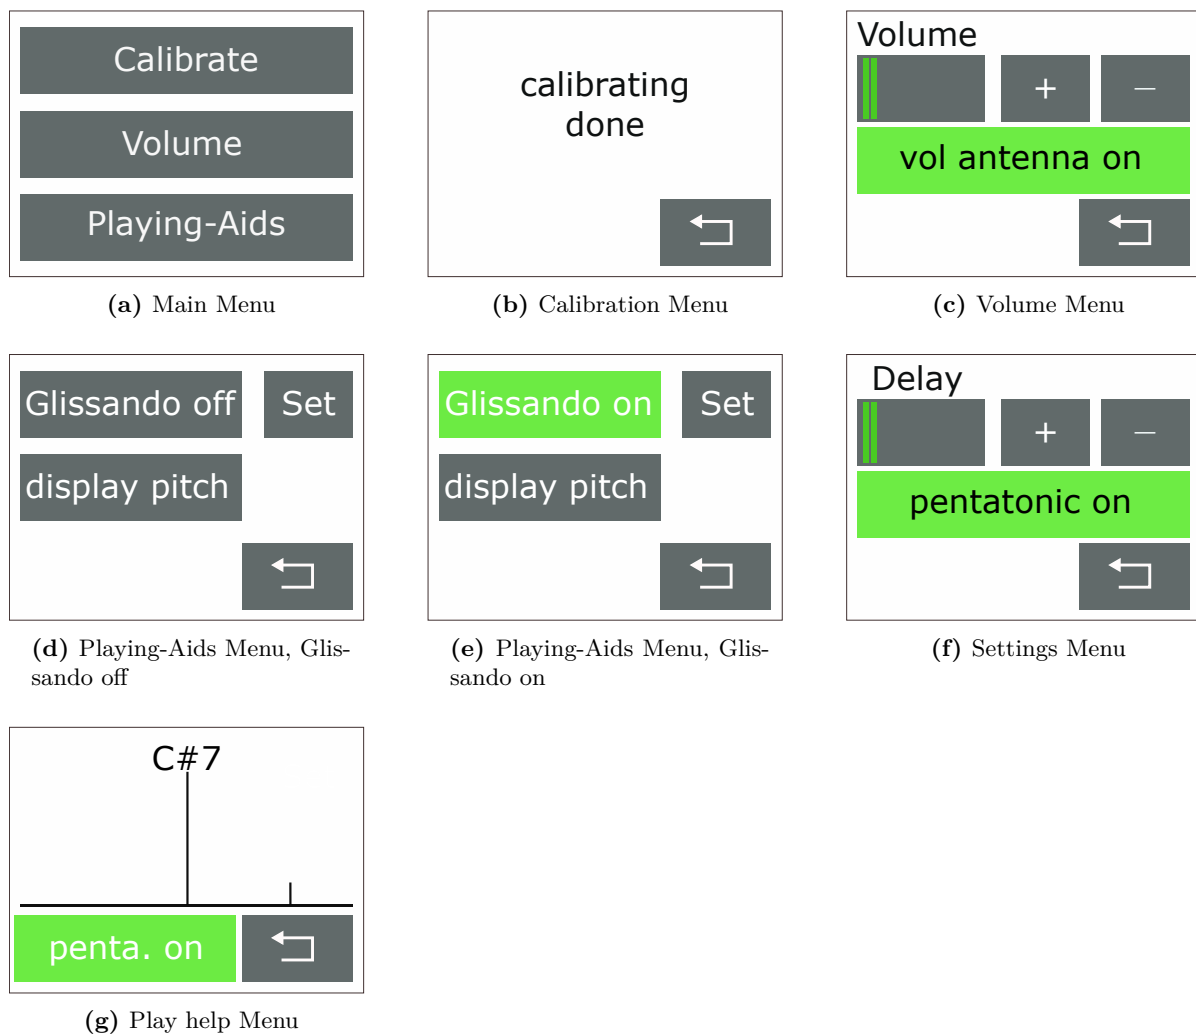 Calibrate
Volume
Playing-Aids
(a) Main Menu
calibrating
done
(b) Calibration Menu
Volume
+ −
vol antenna on
(c) Volume Menu
Glissando off Set
display pitch
(d) Playing-Aids Menu, Glis-
sando off
Glissando on Set
display pitch
(e) Playing-Aids Menu, Glis-
sando on
Delay
+ −
pentatonic on
(f) Settings Menu
C#7
penta. on
(g) Play help Menu